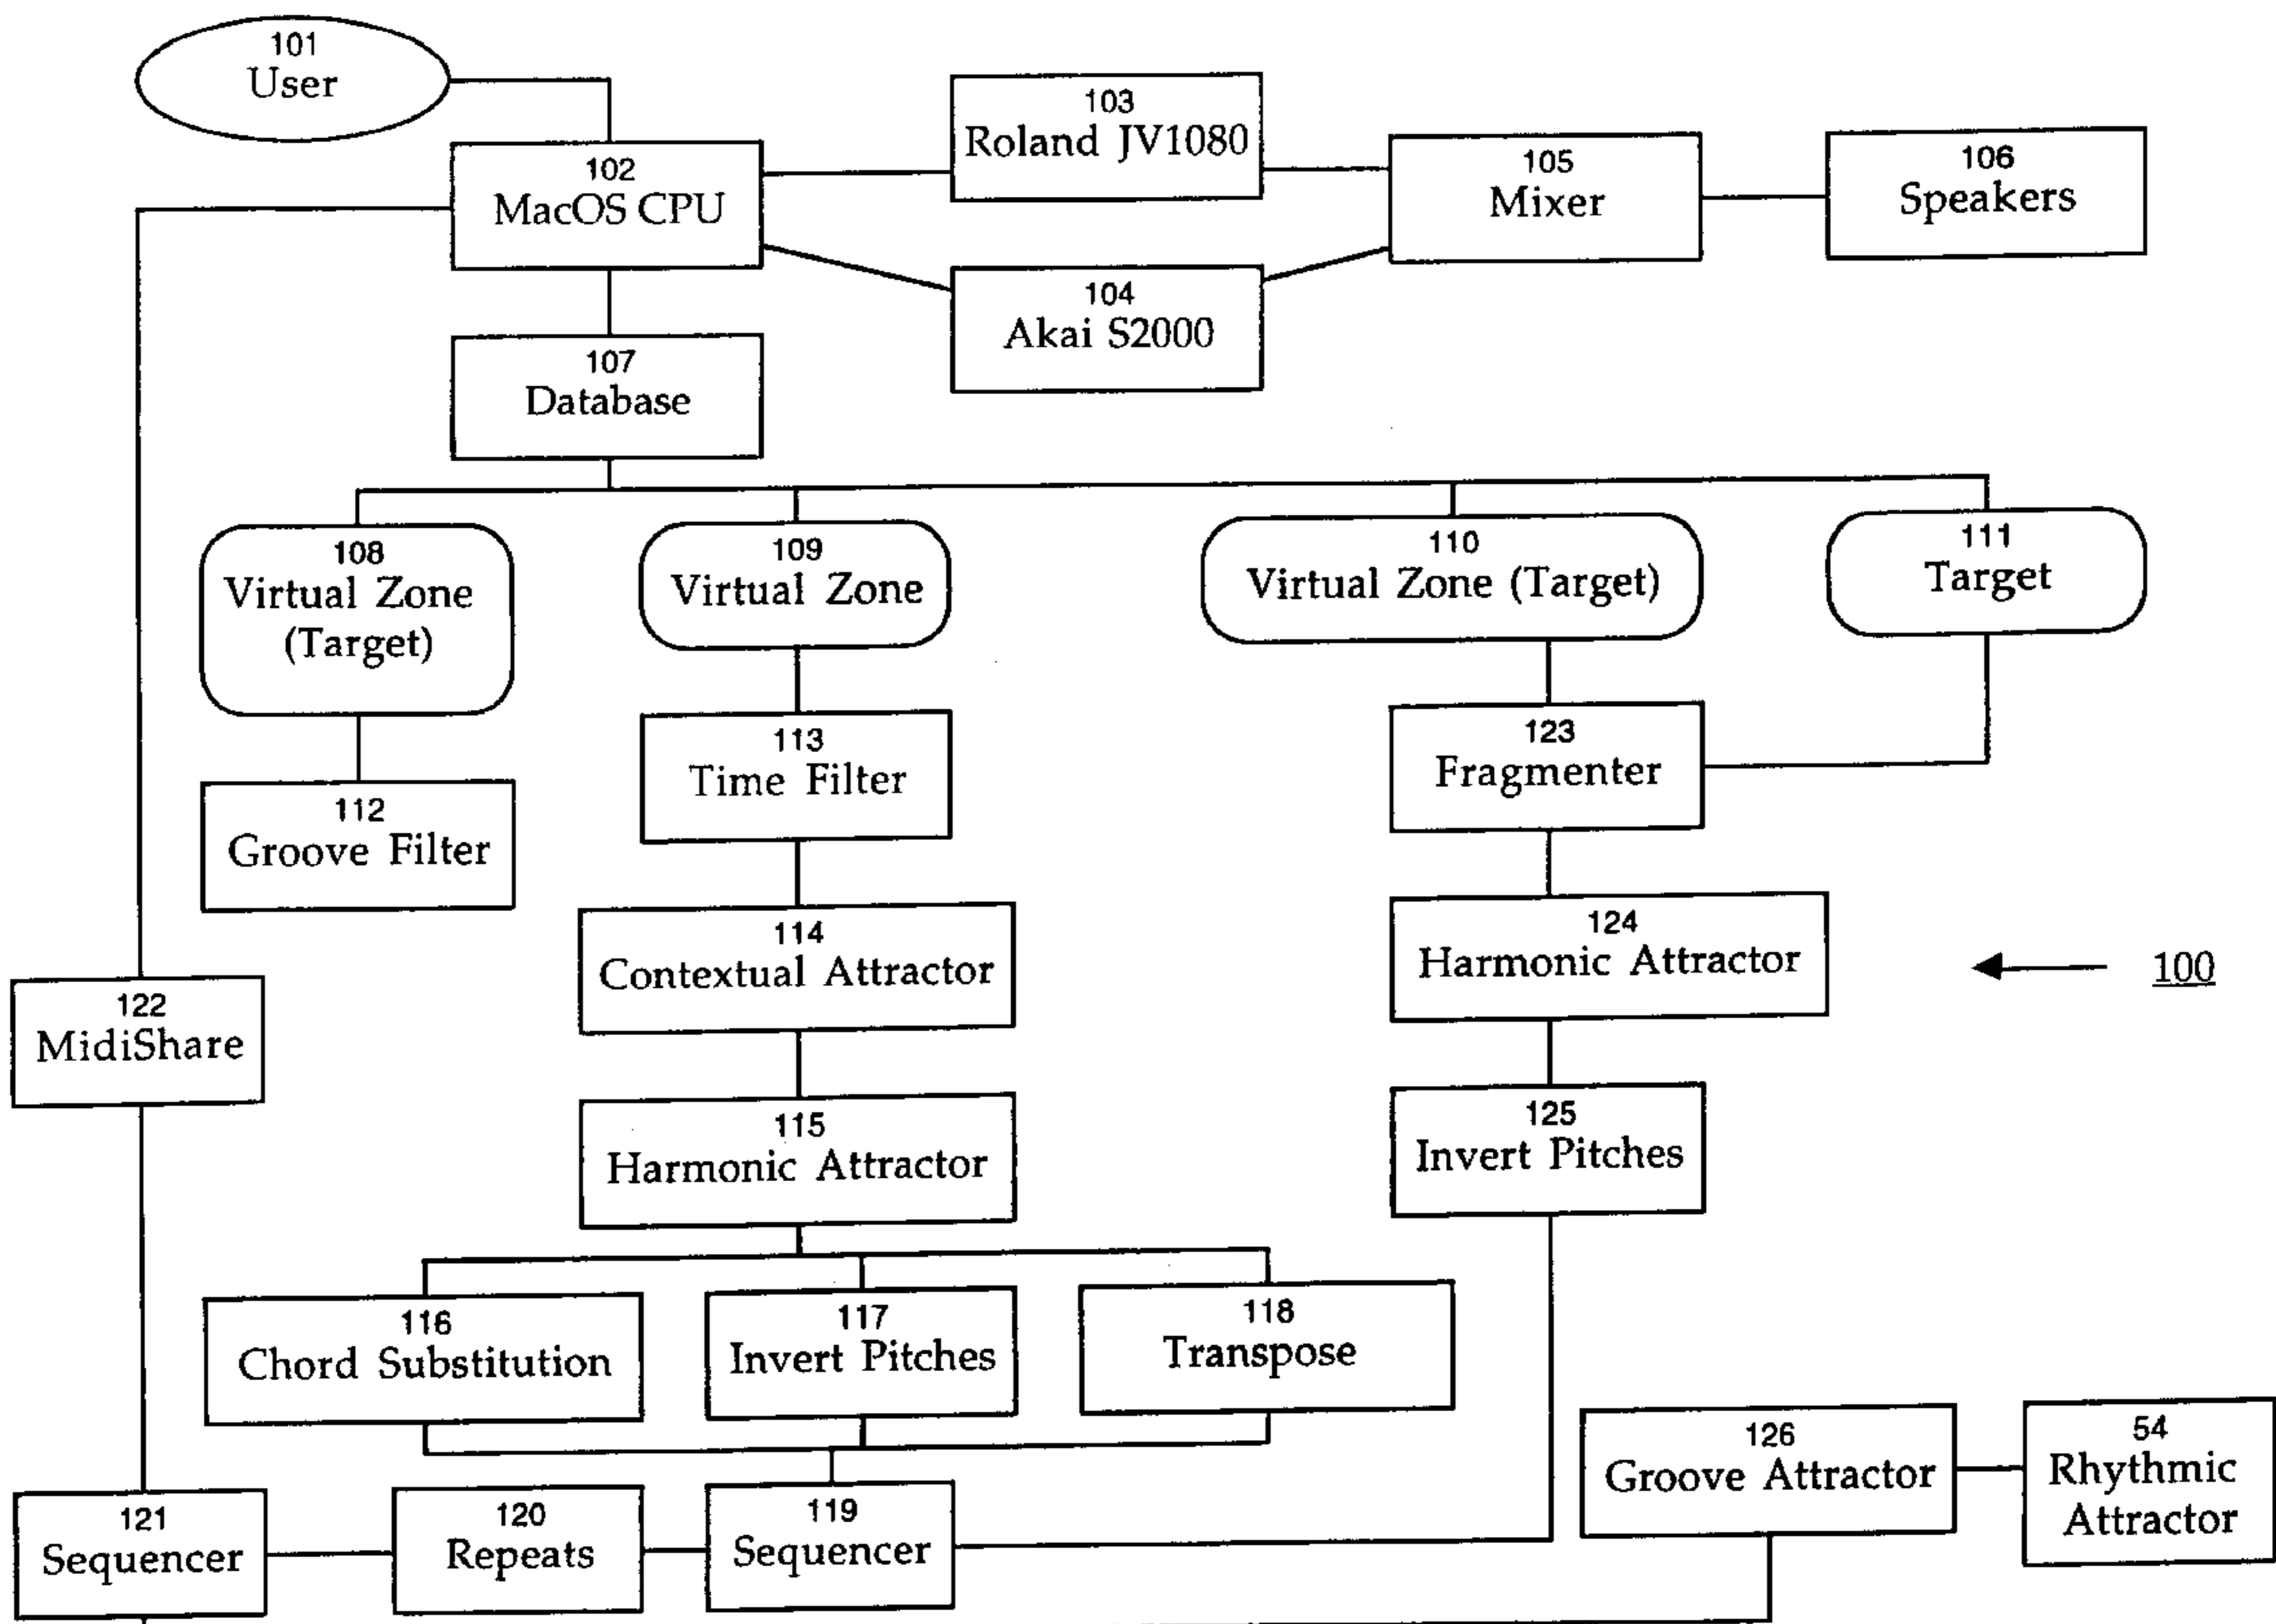 101
User
102
MacOS CPU
103
Roland JV1080
104
Akai S2000
105
Mixer
106
Speakers
107
Database
108
Virtual Zone
(Target)
109
Virtual Zone
110
Virtual Zone (Target)
111
Target
112
Groove Filter
113
Time Filter
123
Fragmenter
114
Contextual Attractor
124
Harmonic Attractor
100
122
MidiShare
115
Harmonic Attractor
125
Invert Pitches
116
Chord Substitution
117
Invert Pitches
118
Transpose
126
Groove Attractor
54
Rhythmic
Attractor
121
Sequencer
120
Repeats
119
Sequencer